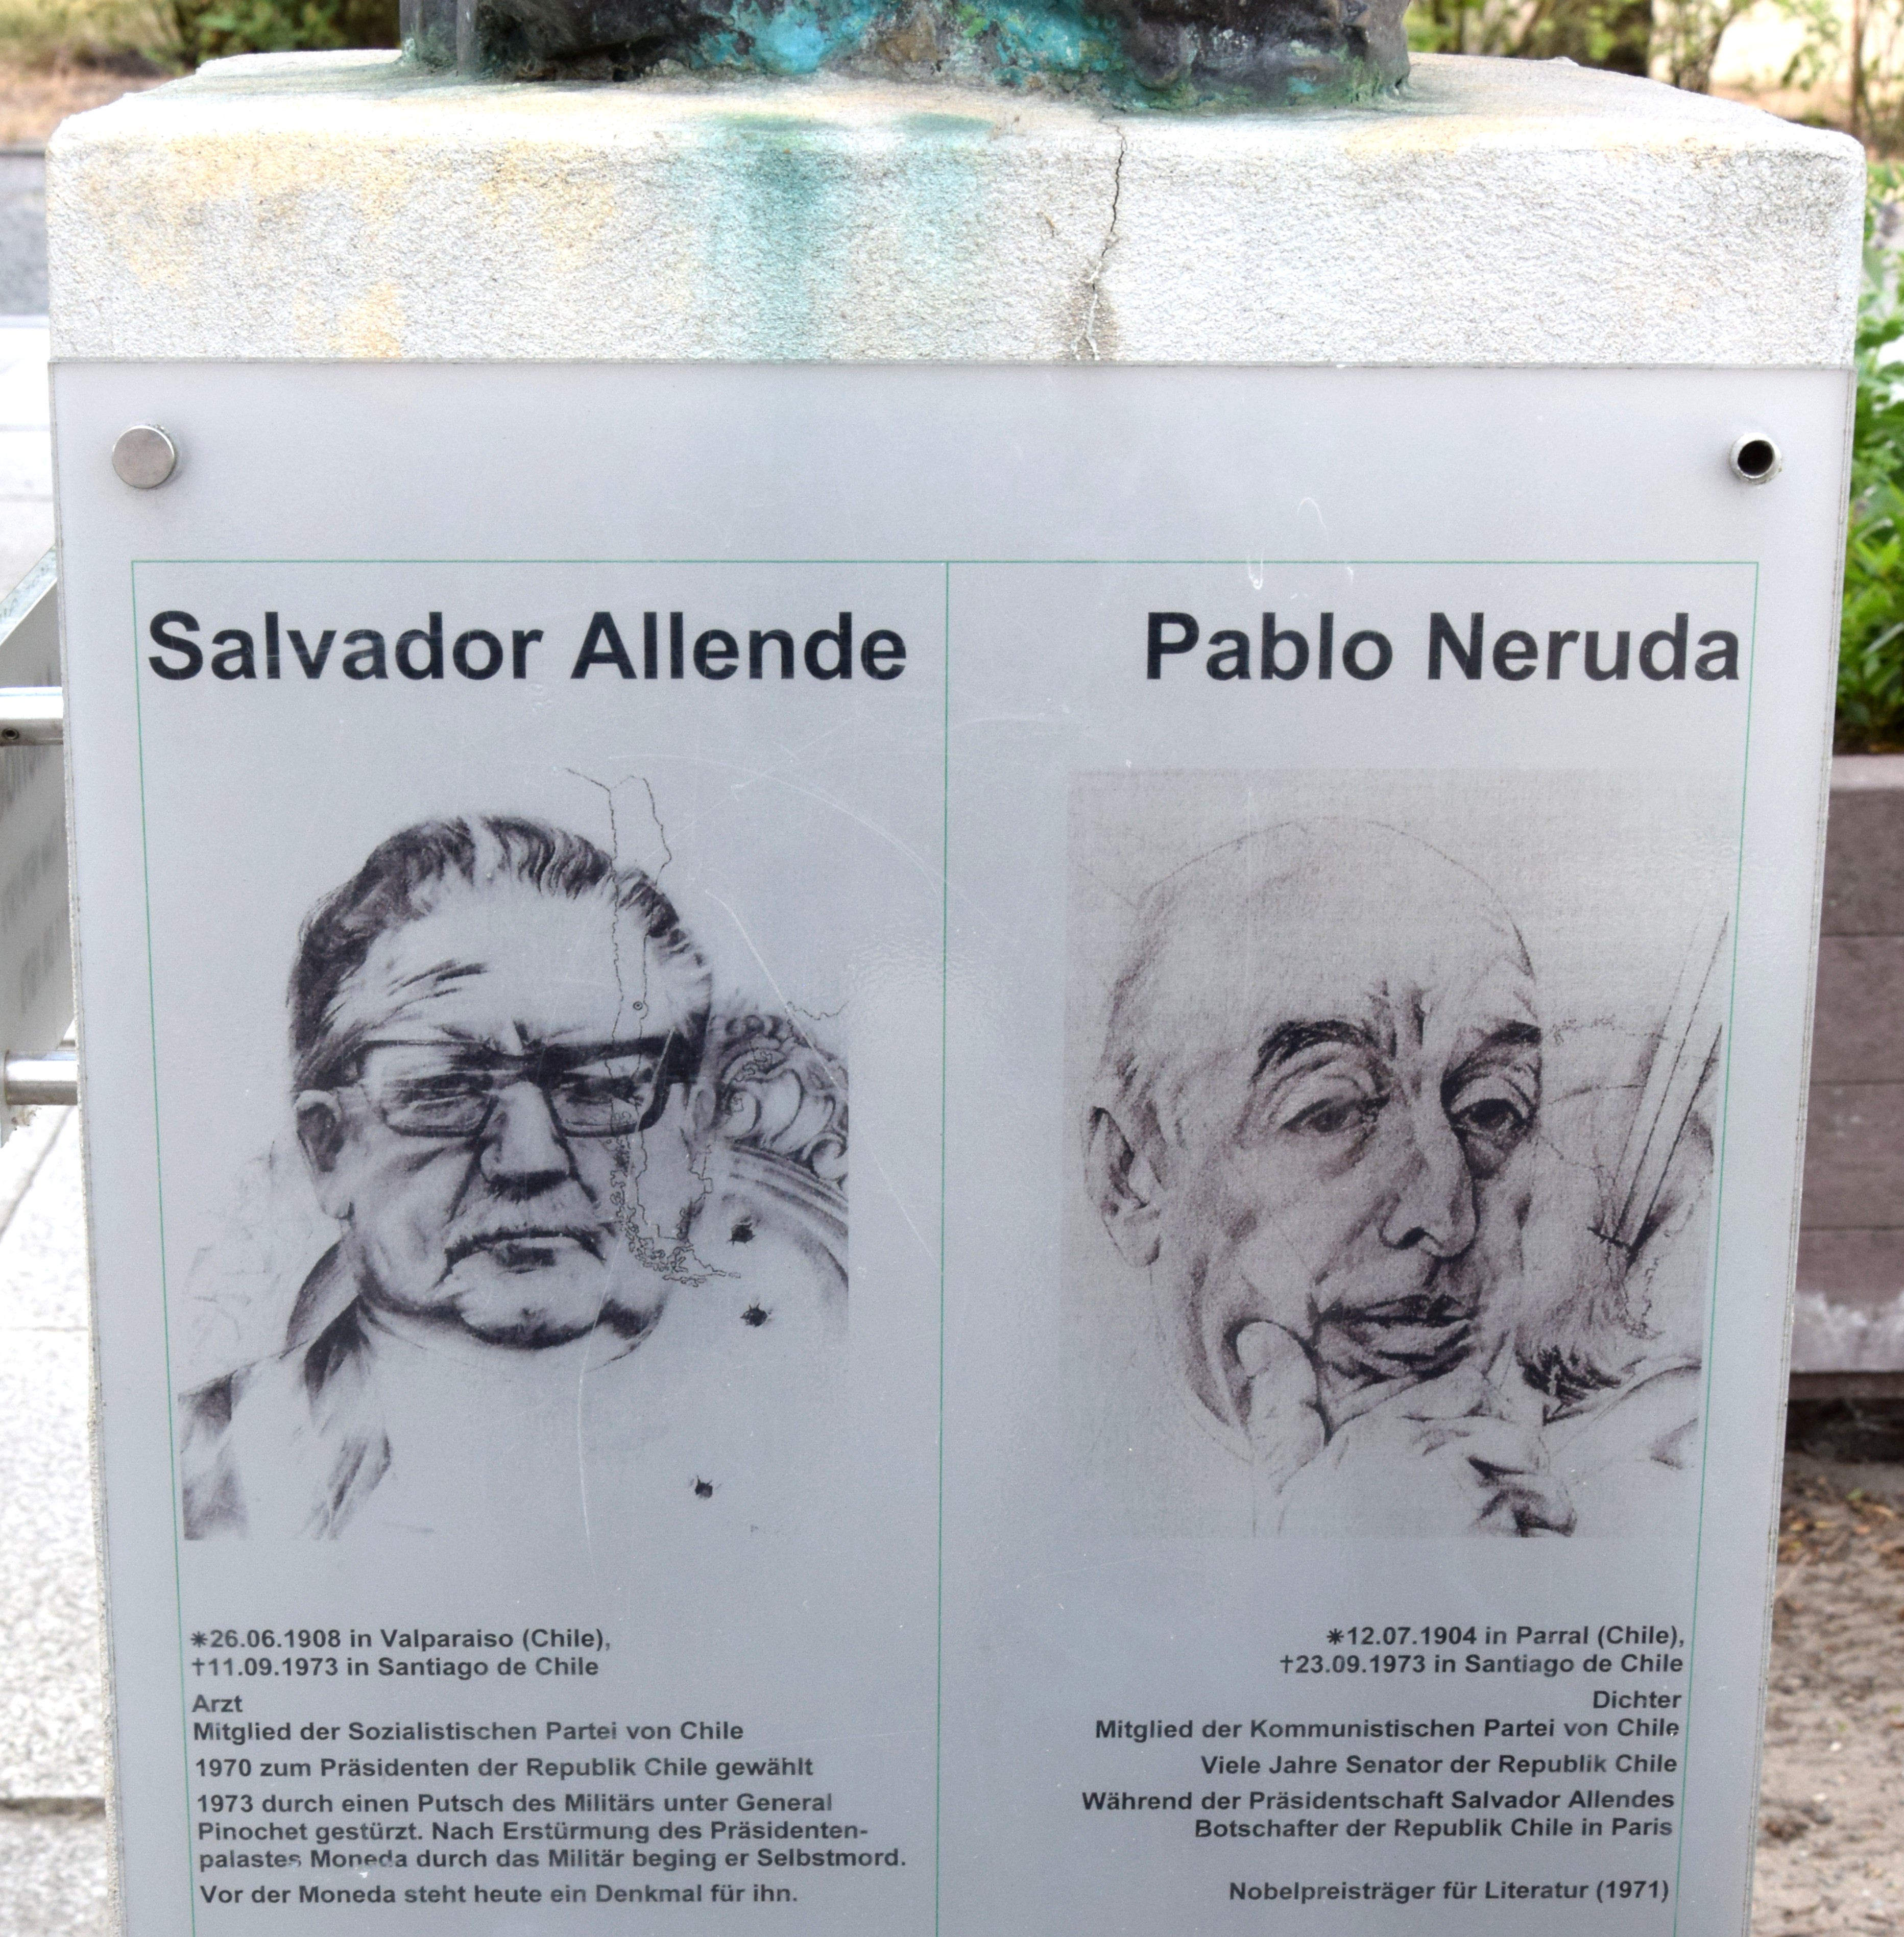 Salvador Allende
✷26.06.1908 in Valparaiso (Chile),
†11.09.1973 in Santiago de Chile
Arzt
Mitglied der Sozialistischen Partei von Chile
1970 zum Präsidenten der Republik Chile gewählt
1973 durch einen Putsch des Militärs unter General
Pinochet gestürzt. Nach Erstürmung des Präsidenten-
palastes Moneda durch das Militär beging er Selbstmord.
Vor der Moneda steht heute ein Denkmal für ihn.
Pablo Neruda
✷12.07.1904 in Parral (Chile),
†23.09.1973 in Santiago de Chile
Dichter
Mitglied der Kommunistischen Partei von Chile
Viele Jahre Senator der Republik Chile
Während der Präsidentschaft Salvador Allendes
Botschafter der Republik Chile in Paris
Nobelpreisträger für Literatur (1971)